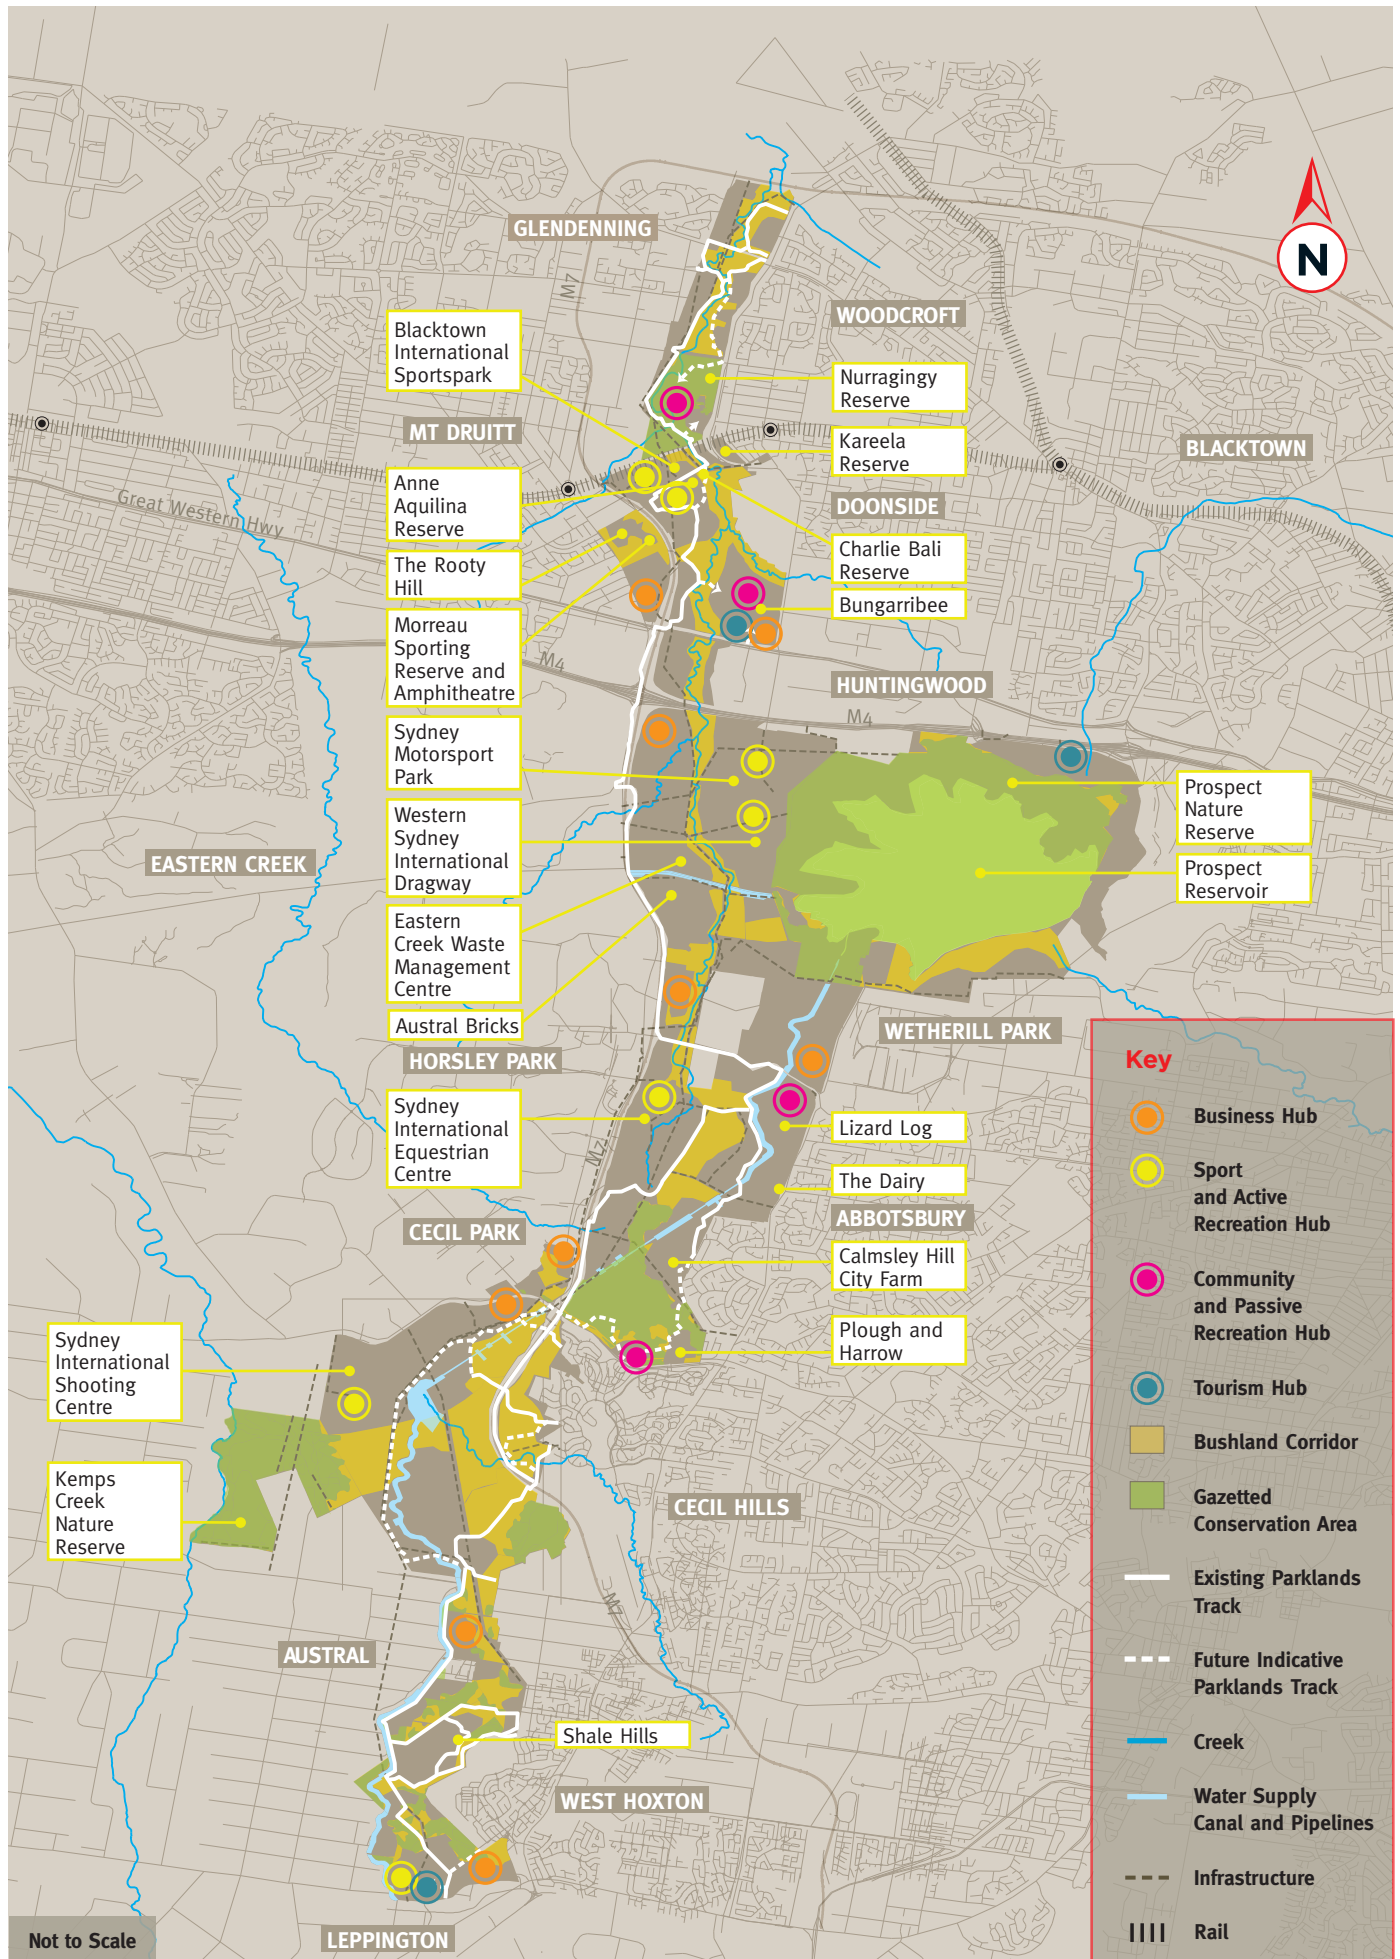 GLENDENNING
M7
N
WOODCROFT
Blacktown
International
Sportspark
Nurragingy
Reserve
MT DRUITT
Kareela
Reserve
BLACKTOWN
Anne
Aquilina
Reserve
Great Western Hwy
DOONSIDE
The Rooty
Hill
Charlie Bali
Reserve
Bungarribee
Morreau
Sporting
Reserve and
Amphitheatre
M4
HUNTINGWOOD
M4
Sydney
Motorsport
Park
Prospect
Nature
Reserve
Western
Sydney
International
Dragway
EASTERN CREEK
Prospect
Reservoir
Eastern
Creek Waste
Management
Centre
Austral Bricks
WETHERILL PARK
HORSLEY PARK
Sydney
International
Equestrian
Centre
M7
Lizard Log
The Dairy
ABBOTSBURY
CECIL PARK
Calmsley Hill
City Farm
Plough and
Harrow
Sydney
International
Shooting
Centre
Kemps
Creek
Nature
Reserve
CECIL HILLS
M7
AUSTRAL
Shale Hills
WEST HOXTON
LEPPINGTON
Not to Scale
Key
Business Hub
Sport
and Active
Recreation Hub
Community
and Passive
Recreation Hub
Tourism Hub
Bushland Corridor
Gazetted
Conservation Area
Existing Parklands
Track
Future Indicative
Parklands Track
Creek
Water Supply
Canal and Pipelines
Infrastructure
Rail